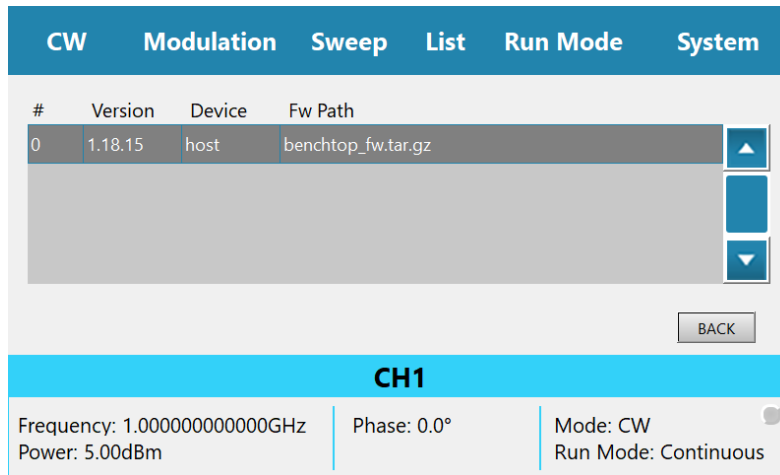 CW Modulation Sweep List Run Mode System
# Version Device Fw Path
0 1.18.15 host benchtop_fw.tar.gz
BACK
CH1
Frequency: 1.000000000000GHz Phase: 0.0° Mode: CW
Power: 5.00dBm Run Mode: Continuous